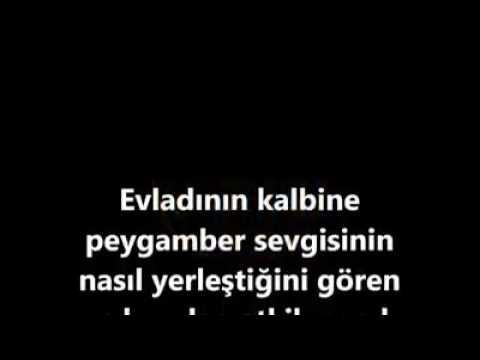 Evladının kalbine
peygamber sevgisinin
nasıl yerleştiğini gören